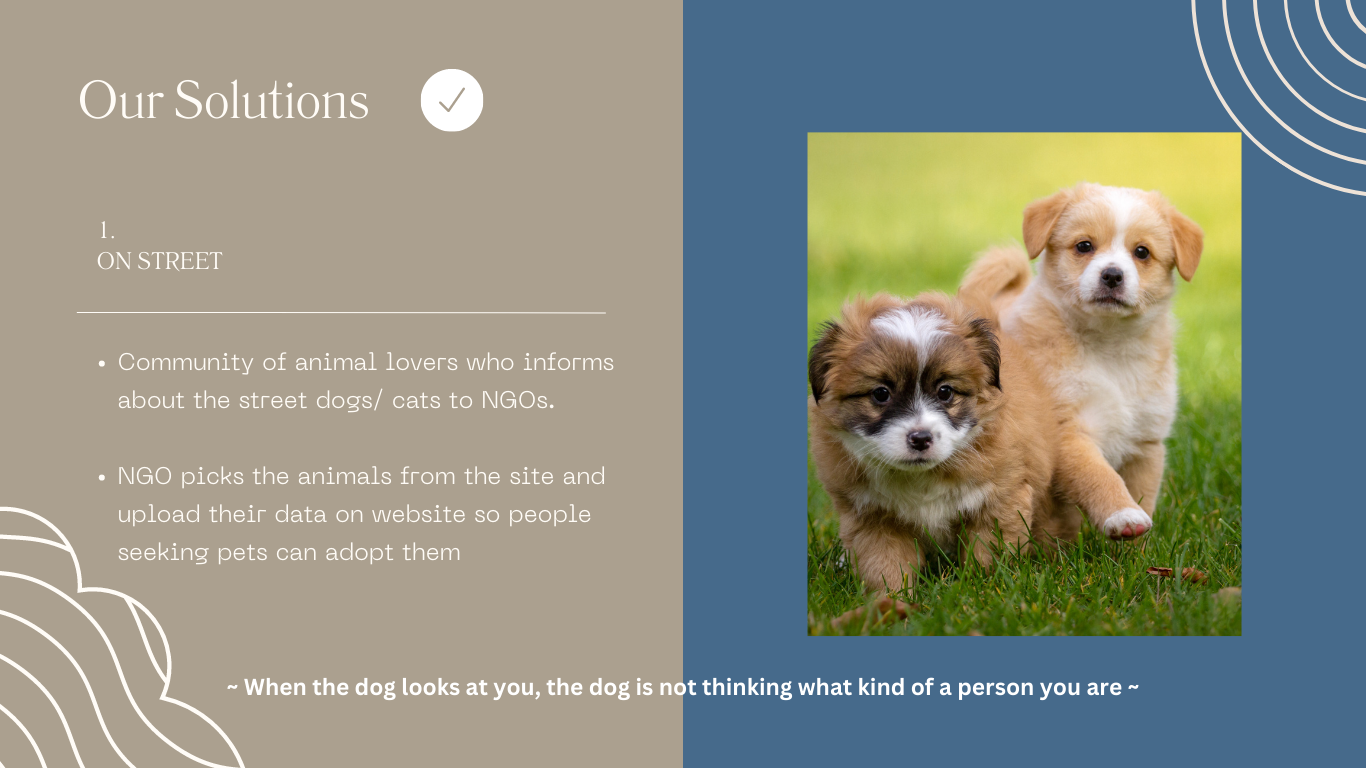 Our Solutions
1.
ON STREET
• Community of animal lovers who informs
about the street dogs/ cats to NGOs.
• NGO picks the animals from the site and
upload their data on website so people
seeking pets can adopt them
~ When the dog looks at you, the dog is not thinking what kind of a person you are ~